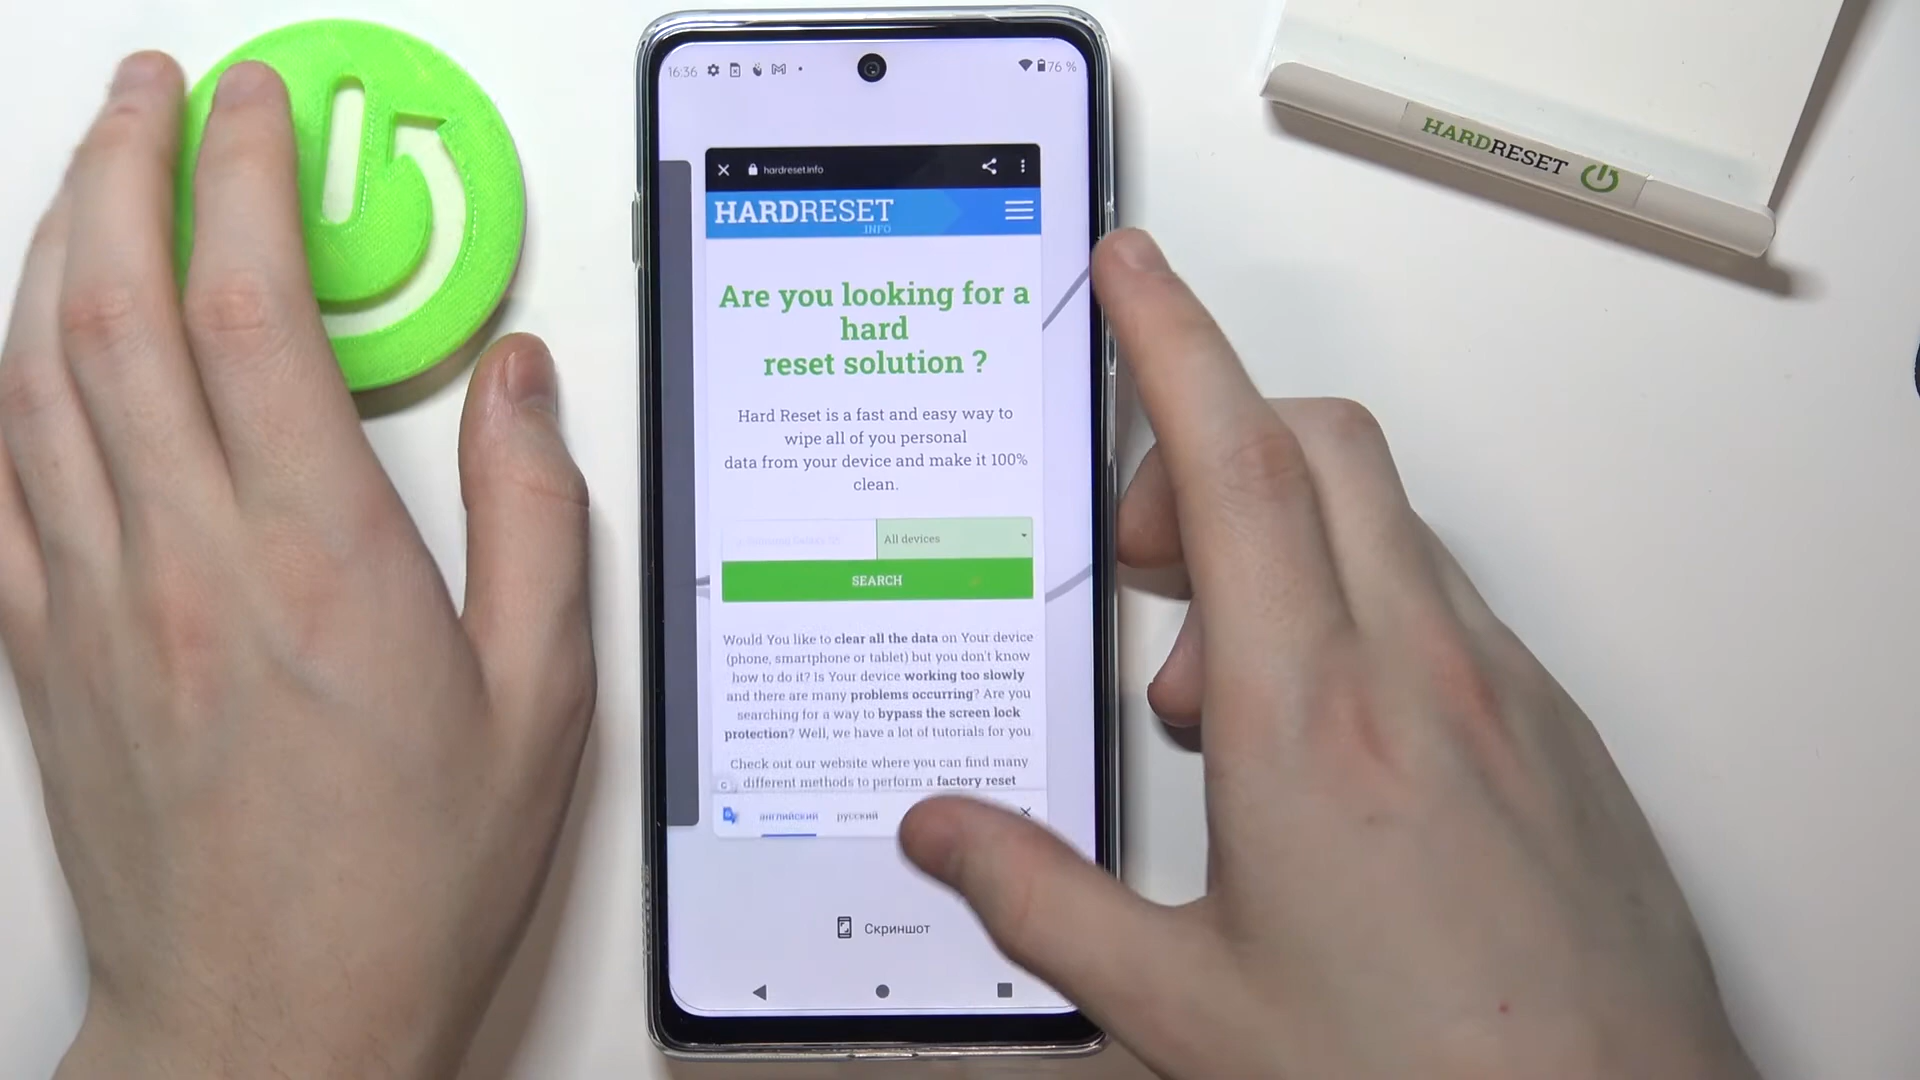 16:36
76 %
hardreset.info
HARDRESET
.INFO
Are you looking for a
hard
reset solution ?
Hard Reset is a fast and easy way to
wipe all of you personal
data from your device and make it 100%
clean.
All devices
SEARCH
Would You like to clear all the data on Your device
(phone, smartphone or tablet) but you don't know
how to do it? Is Your device working too slowly
and there are many problems occurring? Are you
searching for a way to bypass the screen lock
protection? Well, we have a lot of tutorials for you
Check out our website where you can find many
different methods to perform a factory reset
английский русский
Скриншот
HARDRESET